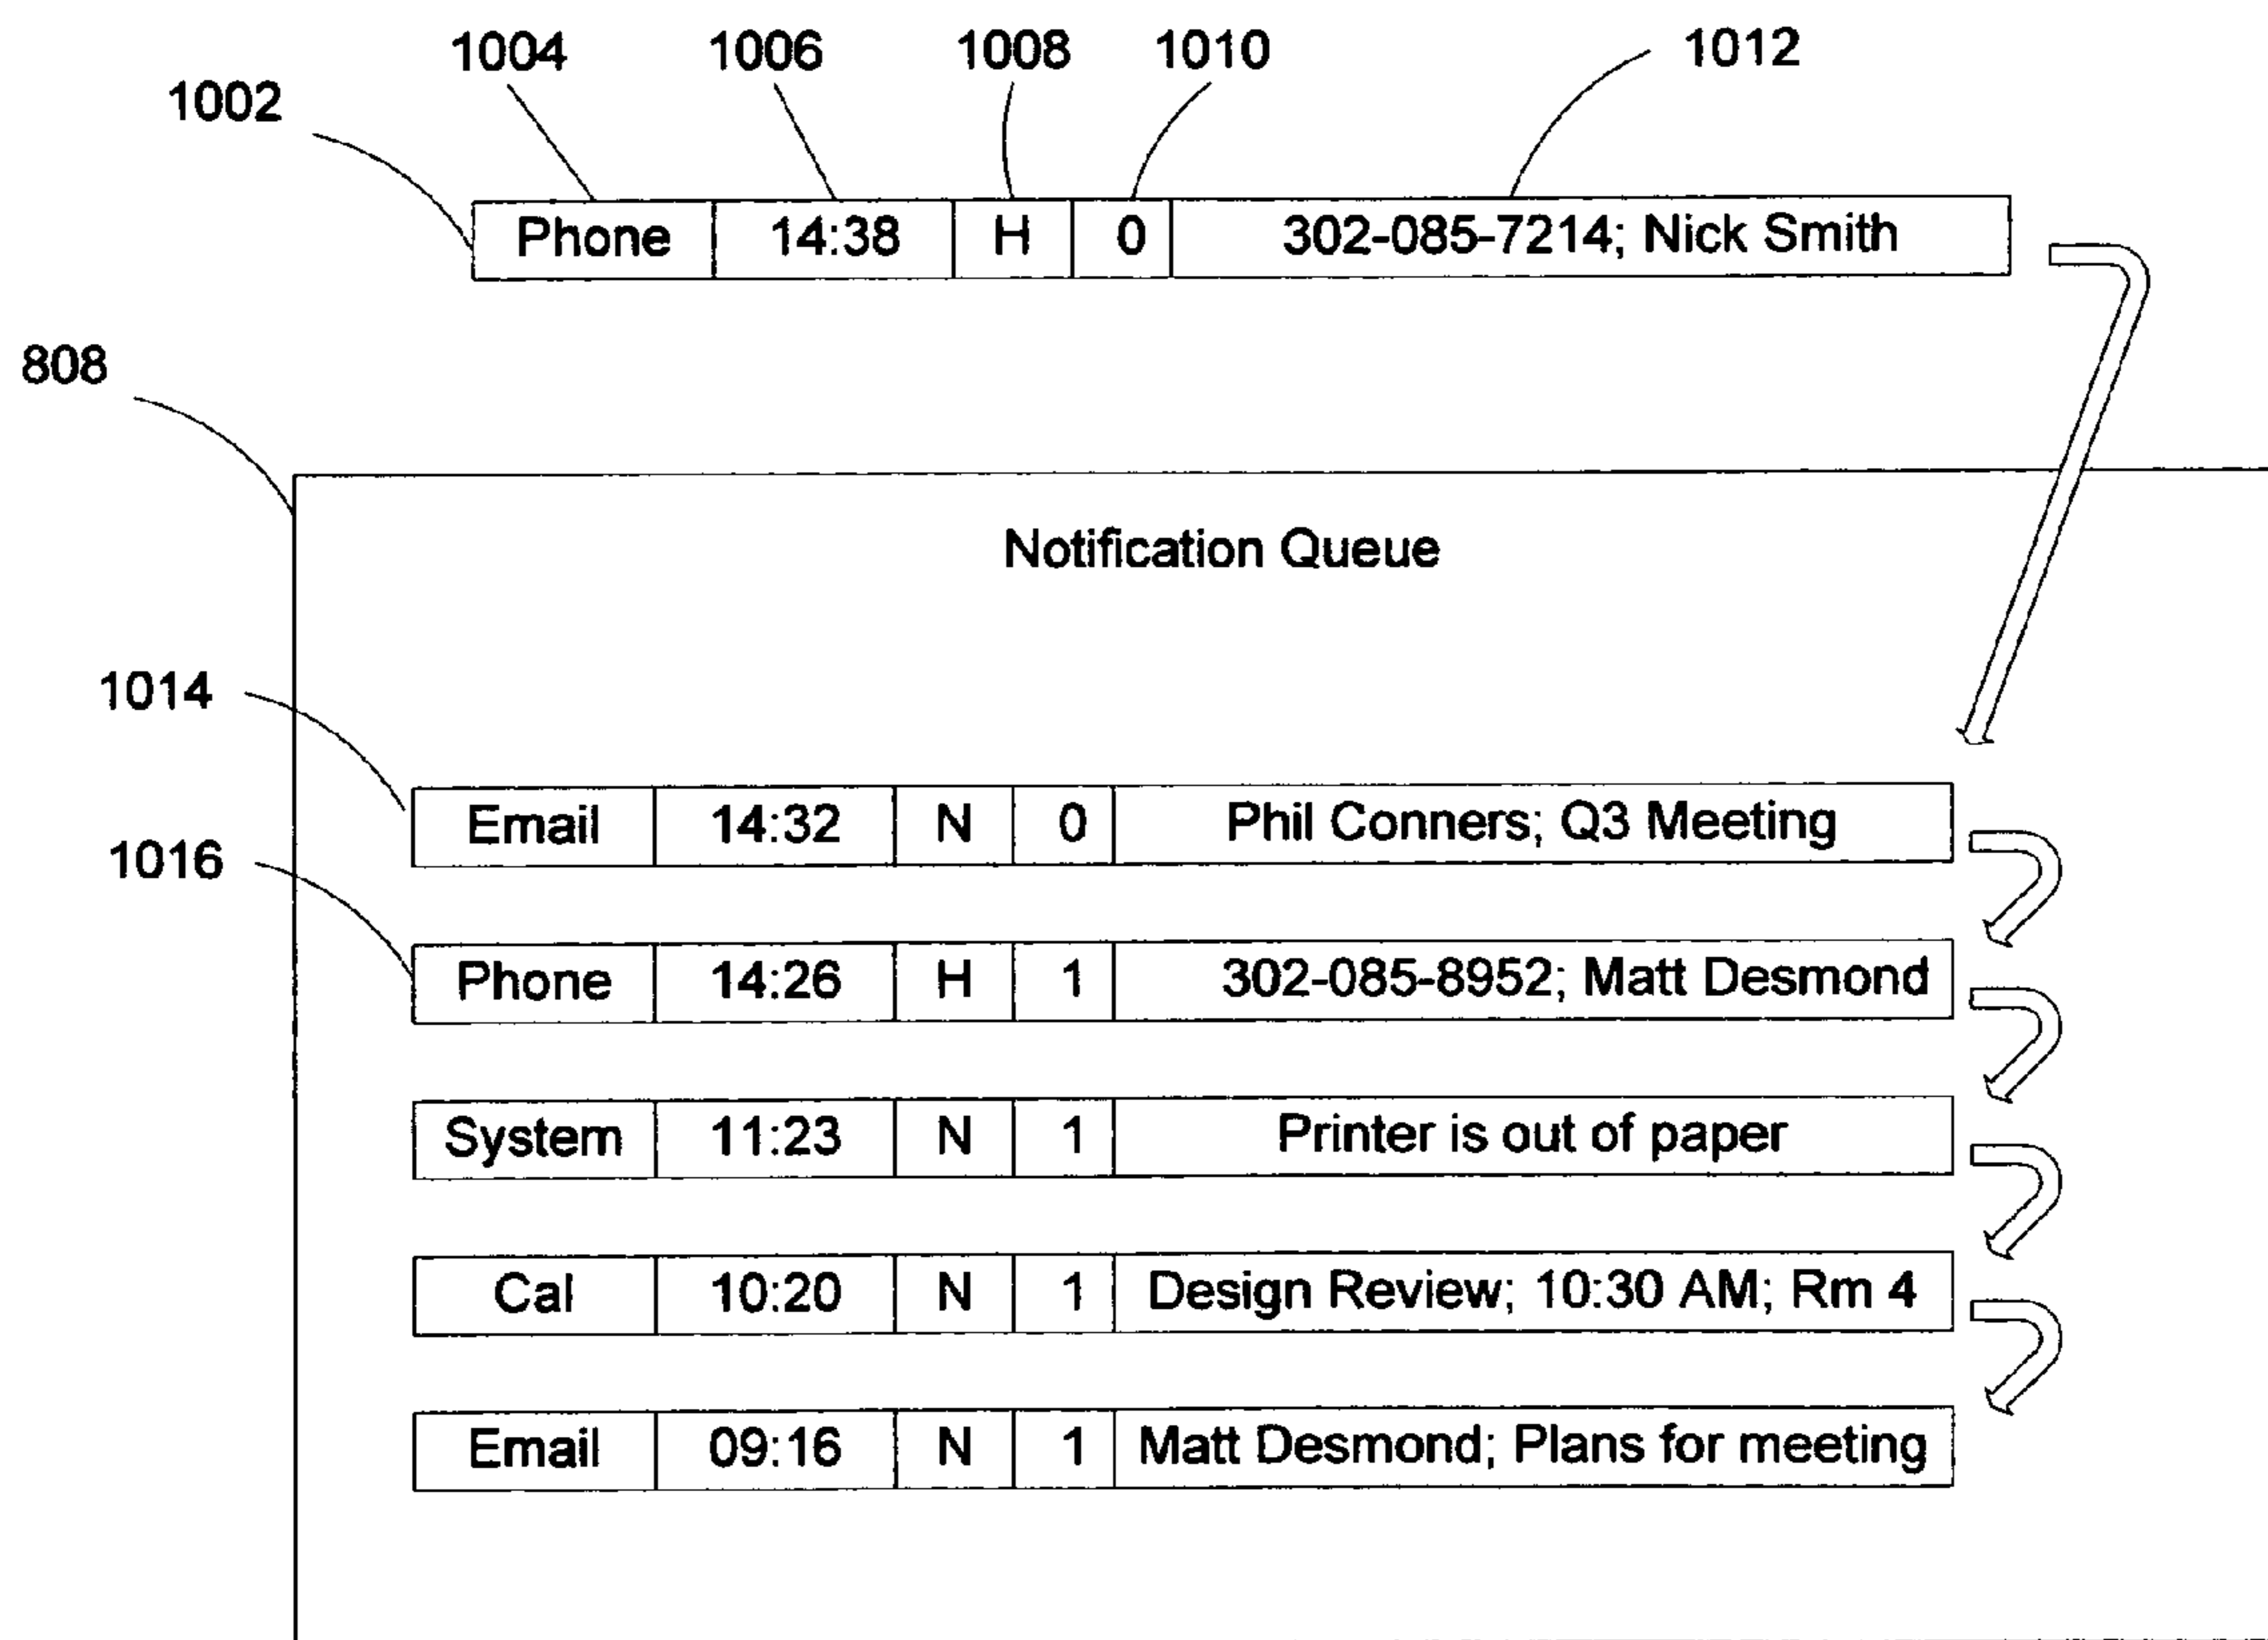 1004 1006 1008 1010 1012
1002
Phone 14:38 H 0 302-085-7214; Nick Smith
808
Notification Queue
1014
Email 14:32 N 0 Phil Conners; Q3 Meeting
1016
Phone 14:26 H 1 302-085-8952; Matt Desmond
System 11:23 N 1 Printer is out of paper
Cal 10:20 N 1 Design Review; 10:30 AM; Rm 4
Email 09:16 N 1 Matt Desmond; Plans for meeting